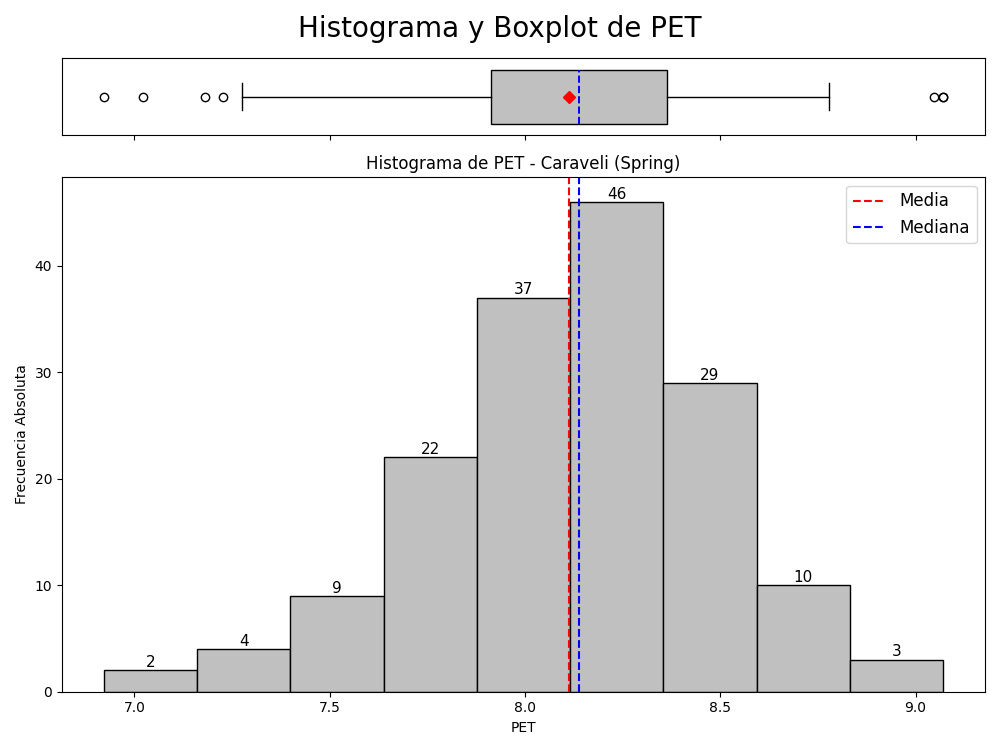 Histograma y Boxplot de PET
Histograma de PET - Caraveli (Spring)
Media
Mediana
46
37
29
22
10
9
4
3
2
Frecuencia Absoluta
40
30
20
10
0
7.0 7.5 8.0 8.5 9.0
PET